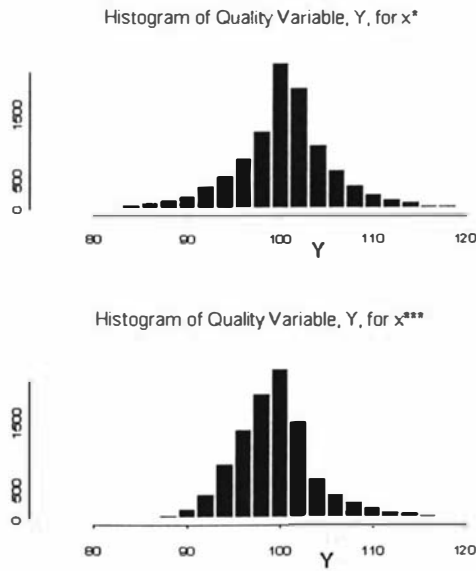 Histogram of Quality Variable, Y, for x*
1500
500
0
80 90 100 110 120
Y
Histogram of Quality Variable, Y, for x***
1500
500
0
80 90 100 110 120
Y